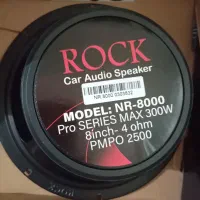 ROCK
Car Audio Speaker
MODEL: NR-8000
Pro SERIES MAX 300W
8inch- 4 ohm
PMPO 2500